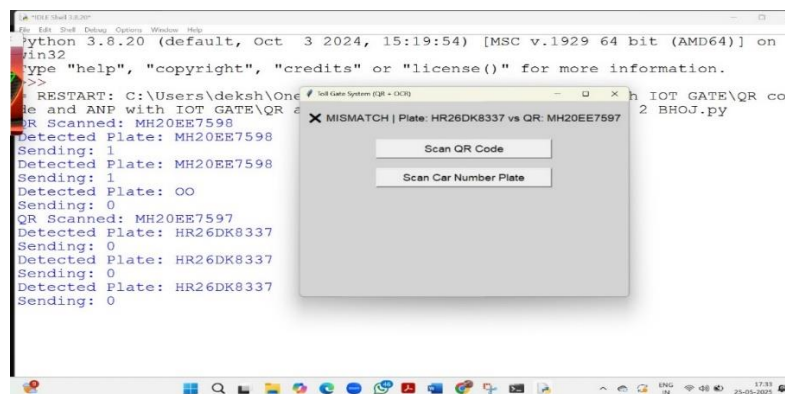 *IDLE Shell 3.8.20*
File Edit Shell Debug Options Window Help
Python 3.8.20 (default, Oct 3 2024, 15:19:54) [MSC v.1929 64 bit (AMD64)] on
win32
Type "help", "copyright", "credits" or "license()" for more information.
>>>
RESTART: C:\Users\deksh\One h IOT GATE\QR co
de and ANP with IOT GATE\QR a 2 BHOJ.py
QR Scanned: MH20EE7598
Detected Plate: MH20EE7598
Sending: 1
Detected Plate: MH20EE7598
Sending: 1
Detected Plate: OO
Sending: 0
QR Scanned: MH20EE7597
Detected Plate: HR26DK8337
Sending: 0
Detected Plate: HR26DK8337
Sending: 0
Detected Plate: HR26DK8337
Sending: 0
Toll Gate System (QR + OCR)
❌ MISMATCH | Plate: HR26DK8337 vs QR: MH20EE7597
Scan QR Code
Scan Car Number Plate
ENG
IN
17:33
25-05-2025